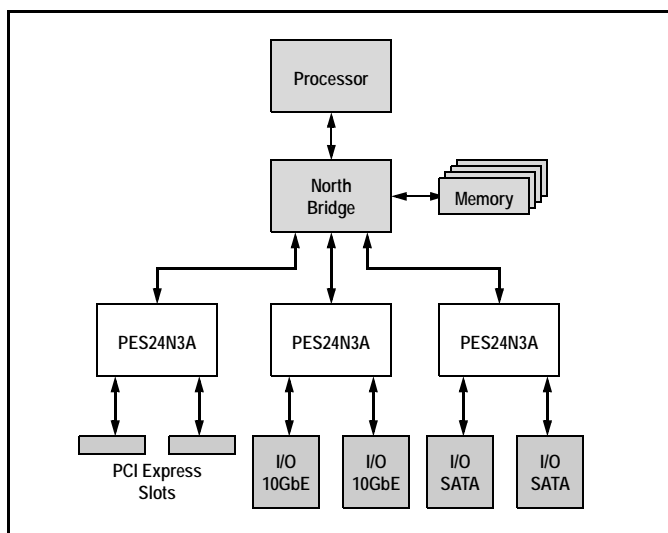 Processor
North
Bridge
Memory
PES24N3A
PES24N3A
PES24N3A
PCI Express
Slots
I/O
10GbE
I/O
10GbE
I/O
SATA
I/O
SATA